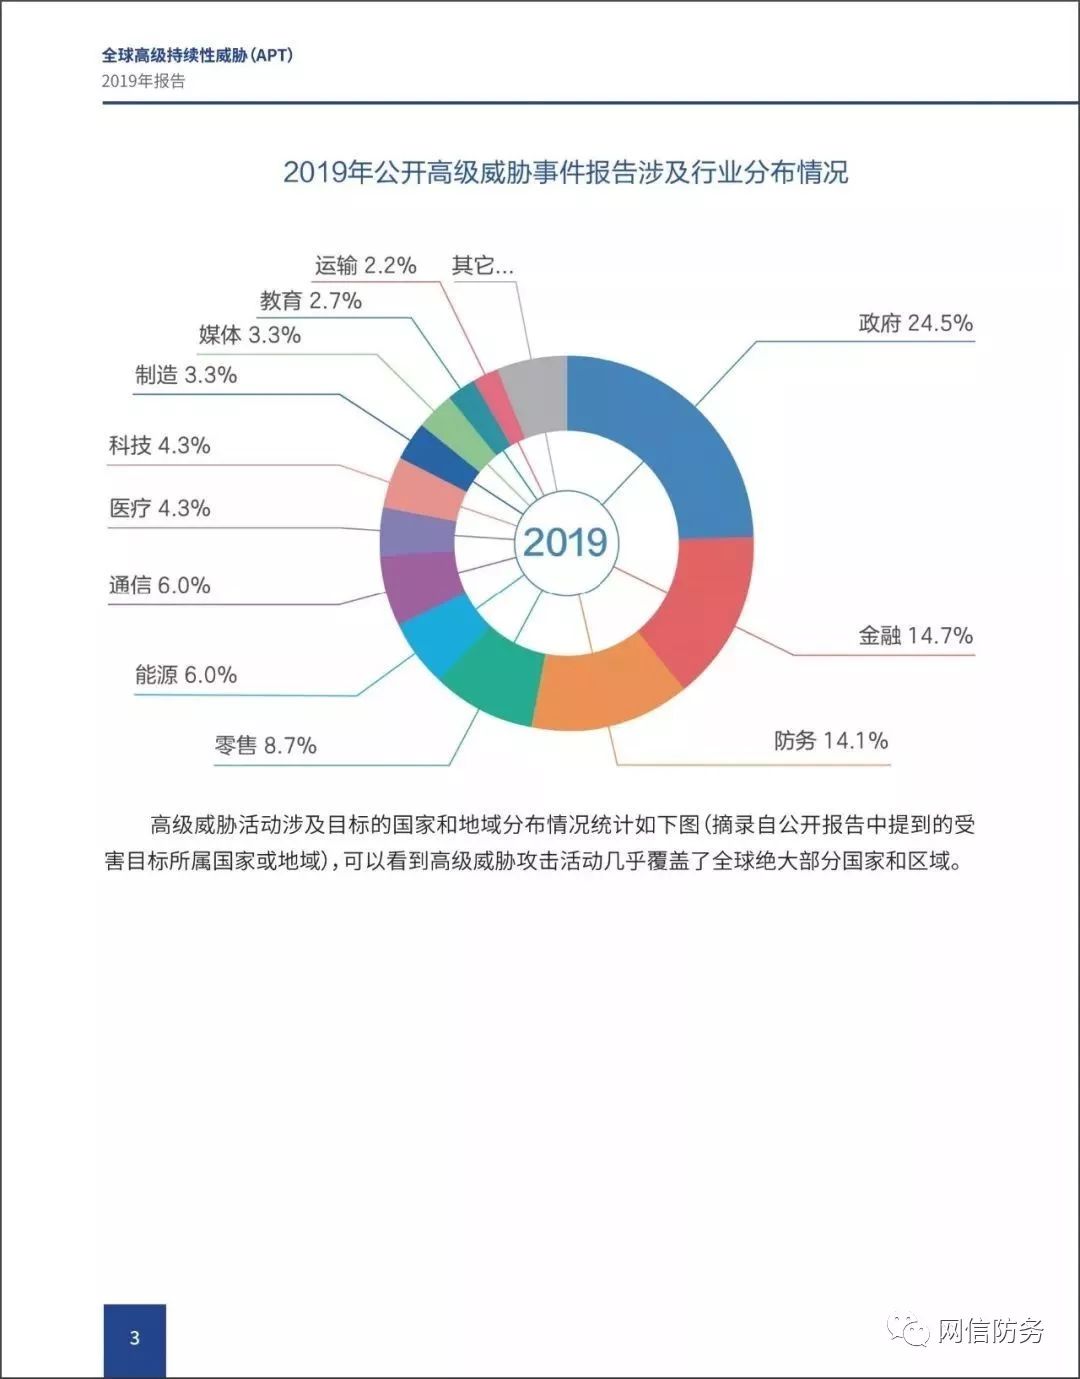 全球高级持续性威胁(APT)
2019年报告
2019年公开高级威胁事件报告涉及行业分布情况
运输 2.2%
其它...
教育 2.7%
政府 24.5%
媒体 3.3%
制造 3.3%
科技 4.3%
医疗 4.3%
2019
通信 6.0%
金融 14.7%
能源 6.0%
零售 8.7%
防务 14.1%
高级威胁活动涉及目标的国家和地域分布情况统计如下图(摘录自公开报告中提到的受
害目标所属国家或地域),可以看到高级威胁攻击活动几乎覆盖了全球绝大部分国家和区域。
3
网信防务